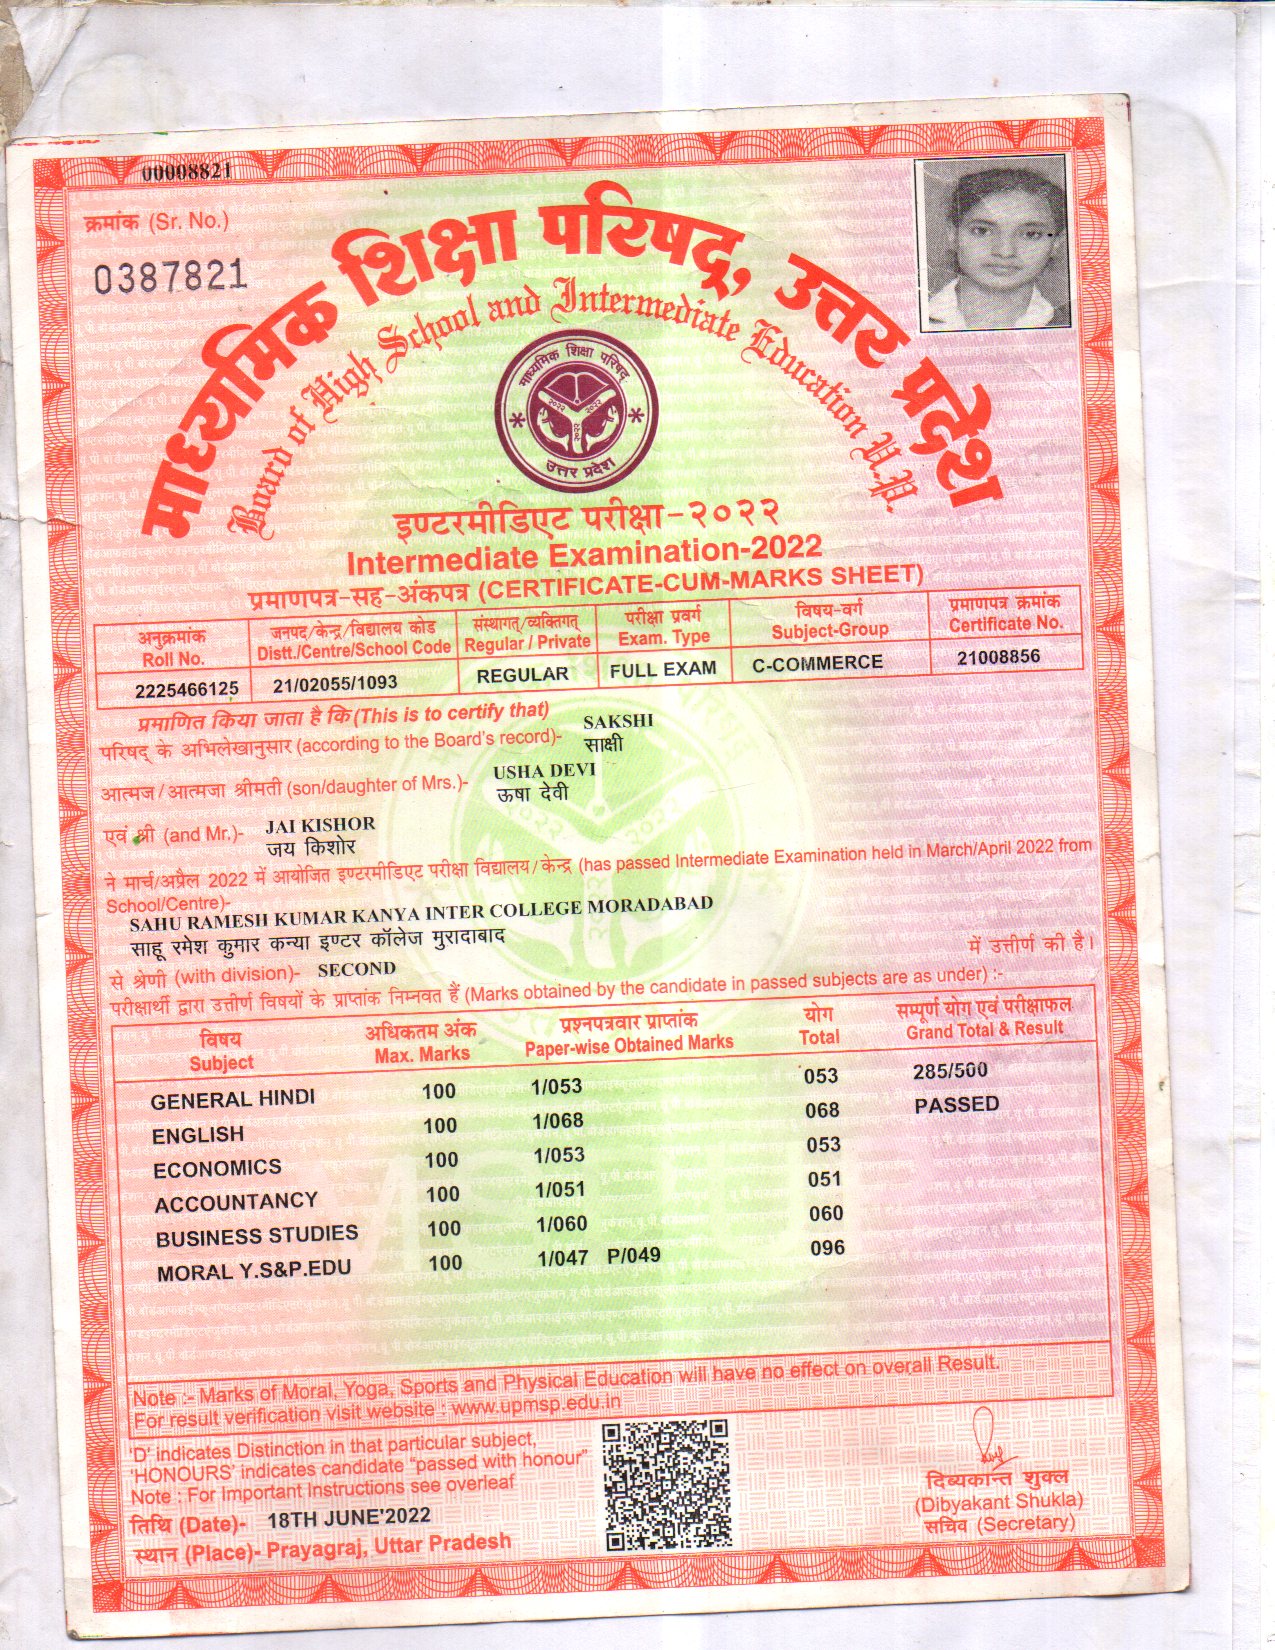 00008821
क्रमांक (Sr. No.)
0387821
माध्यमिक शिक्षा परिषद्, उत्तर प्रदेश
Board of High School and Intermediate Education U.P.
माध्यमिक शिक्षा परिषद्
२०२२ २०२२
२०२२
उत्तर प्रदेश
इण्टरमीडिएट परीक्षा-२०२२
Intermediate Examination-2022
प्रमाणपत्र-सह-अंकपत्र (CERTIFICATE-CUM-MARKS SHEET)
अनुक्रमांक जनपद/केन्द्र/विद्यालय कोड संस्थागत्/व्यक्तिगत् परीक्षा प्रवर्ग विषय-वर्ग प्रमाणपत्र क्रमांक
Roll No. Distt./Centre/School Code Regular / Private Exam. Type Subject-Group Certificate No.
2225466125 21/02055/1093 REGULAR FULL EXAM C-COMMERCE 21008856
प्रमाणित किया जाता है कि (This is to certify that)
SAKSHI
परिषद् के अभिलेखानुसार (according to the Board's record)- साक्षी
USHA DEVI
आत्मज/आत्मजा श्रीमती (son/daughter of Mrs.)- ऊषा देवी
एवं श्री (and Mr.)- JAI KISHOR
जय किशोर
ने मार्च/अप्रैल 2022 में आयोजित इण्टरमीडिएट परीक्षा विद्यालय/केन्द्र (has passed Intermediate Examination held in March/April 2022 from
School/Centre)-
SAHU RAMESH KUMAR KANYA INTER COLLEGE MORADABAD
साहू रमेश कुमार कन्या इण्टर कॉलेज मुरादाबाद
में उत्तीर्ण की है।
से श्रेणी (with division)- SECOND
परीक्षार्थी द्वारा उत्तीर्ण विषयों के प्राप्तांक निम्नवत हैं (Marks obtained by the candidate in passed subjects are as under) :-
विषय अधिकतम अंक प्रश्नपत्रवार प्राप्तांक योग सम्पूर्ण योग एवं परीक्षाफल
Subject Max. Marks Paper-wise Obtained Marks Total Grand Total & Result
GENERAL HINDI 100 1/053 053 285/500
ENGLISH 100 1/068 068 PASSED
ECONOMICS 100 1/053 053
ACCOUNTANCY 100 1/051 051
BUSINESS STUDIES 100 1/060 060
MORAL Y.S&P.EDU 100 1/047 P/049 096
Note :- Marks of Moral, Yoga, Sports and Physical Education will have no effect on overall Result.
For result verification visit website : www.upmsp.edu.in
'D' indicates Distinction in that particular subject,
'HONOURS' indicates candidate "passed with honour"
Note : For Important Instructions see overleaf
तिथि (Date)- 18TH JUNE'2022
स्थान (Place)- Prayagraj, Uttar Pradesh
दिब्यकान्त शुक्ल
(Dibyakant Shukla)
सचिव (Secretary)